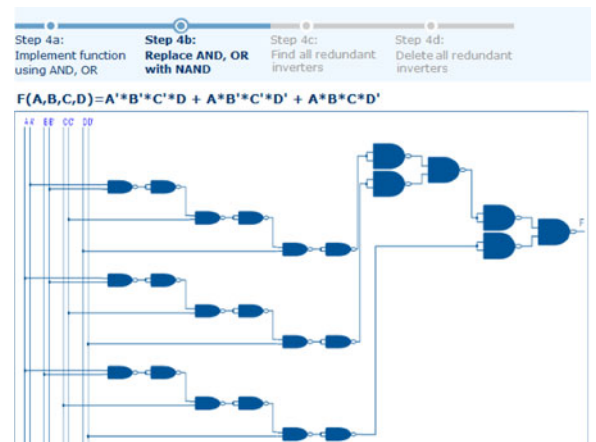 Step 4a:
Implement function
using AND, OR
Step 4b:
Replace AND, OR
with NAND
Step 4c:
Find all redundant
inverters
Step 4d:
Delete all redundant
inverters
F(A,B,C,D)=A'*B'*C'*D + A*B'*C'*D' + A*B*C*D'
AA' BB' CC' DD'
F